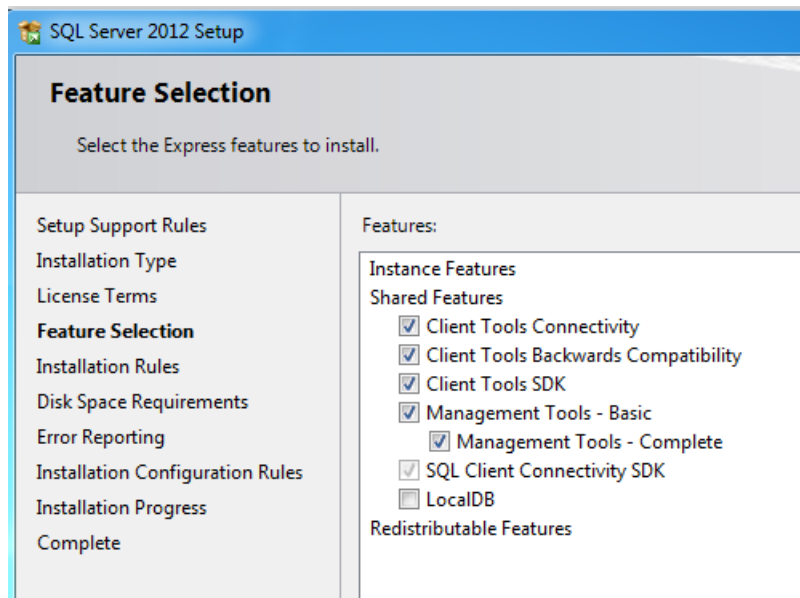 SQL Server 2012 Setup
Feature Selection
Select the Express features to install.
Setup Support Rules
Installation Type
License Terms
Feature Selection
Installation Rules
Disk Space Requirements
Error Reporting
Installation Configuration Rules
Installation Progress
Complete
Features:
Instance Features
Shared Features
Client Tools Connectivity
Client Tools Backwards Compatibility
Client Tools SDK
Management Tools - Basic
Management Tools - Complete
SQL Client Connectivity SDK
LocalDB
Redistributable Features